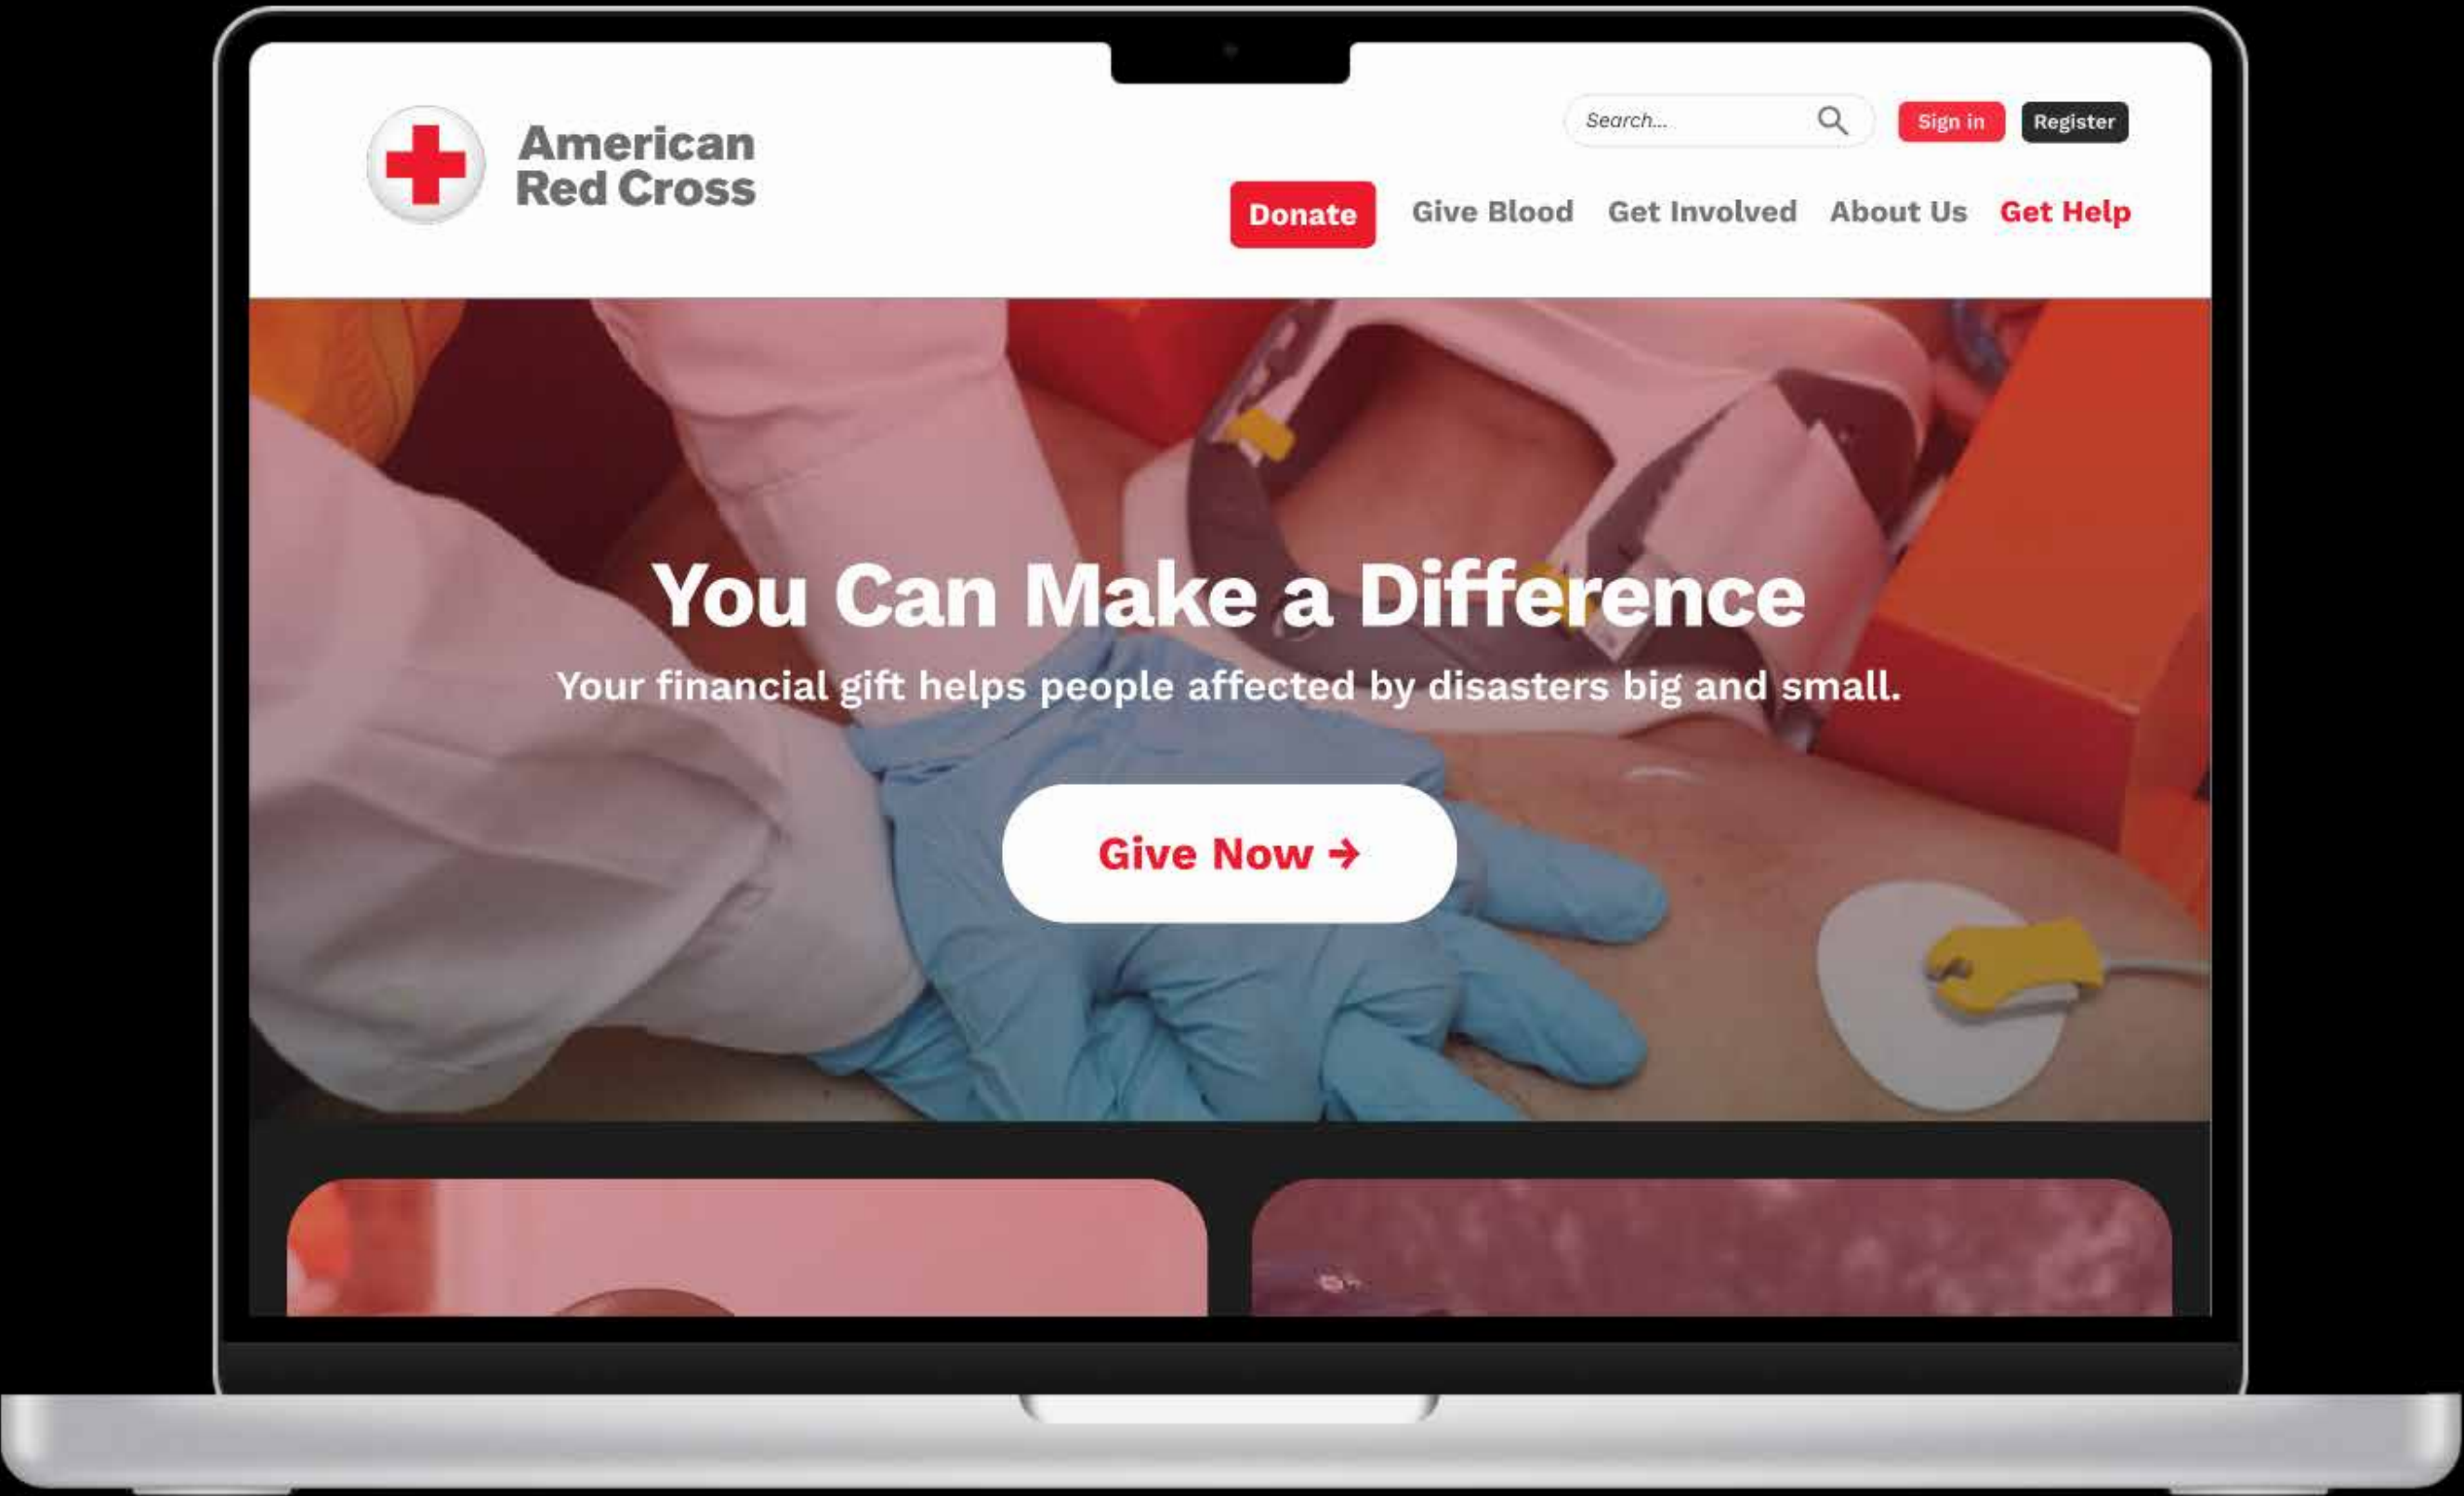 American
Red Cross
Search...
Sign in
Register
Donate
Give Blood
Get Involved
About Us
Get Help
You Can Make a Difference
Your financial gift helps people affected by disasters big and small.
Give Now →